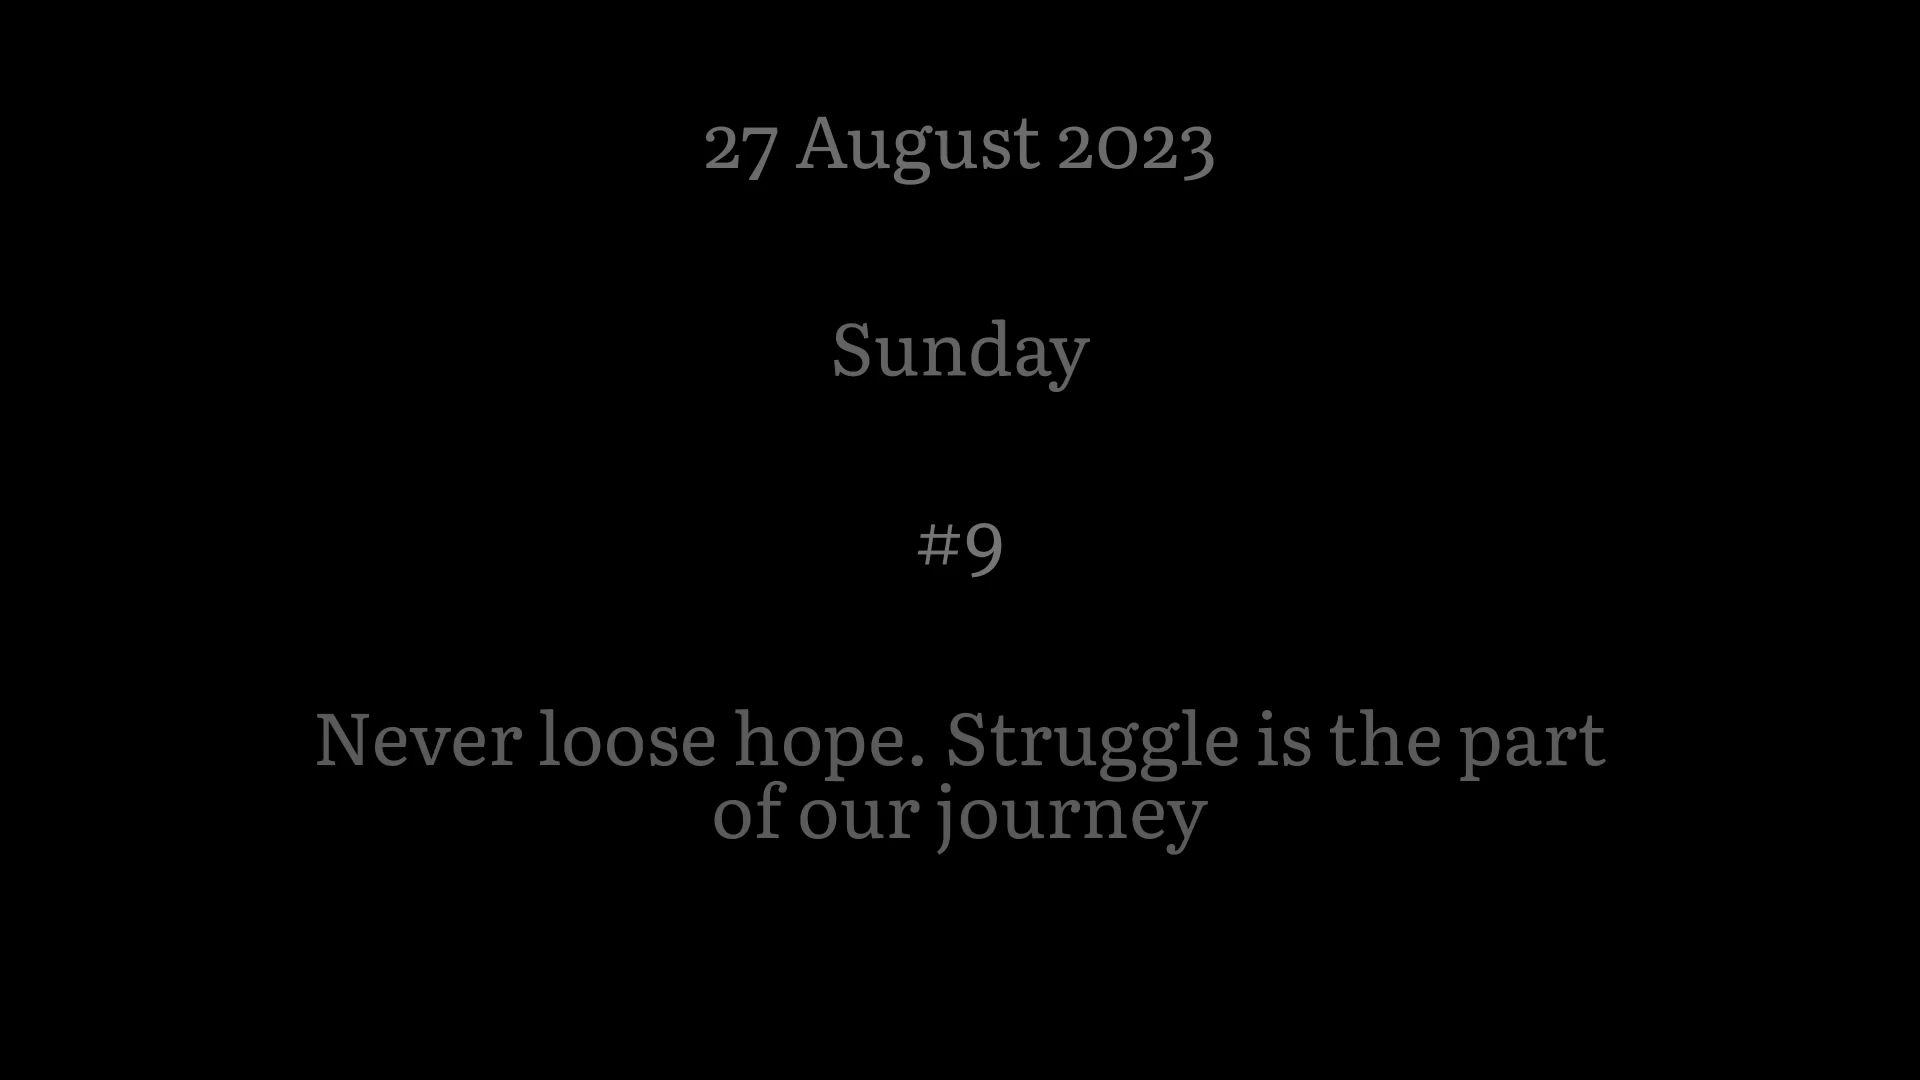 27 August 2023
Sunday
#9
Never loose hope. Struggle is the part
of our journey